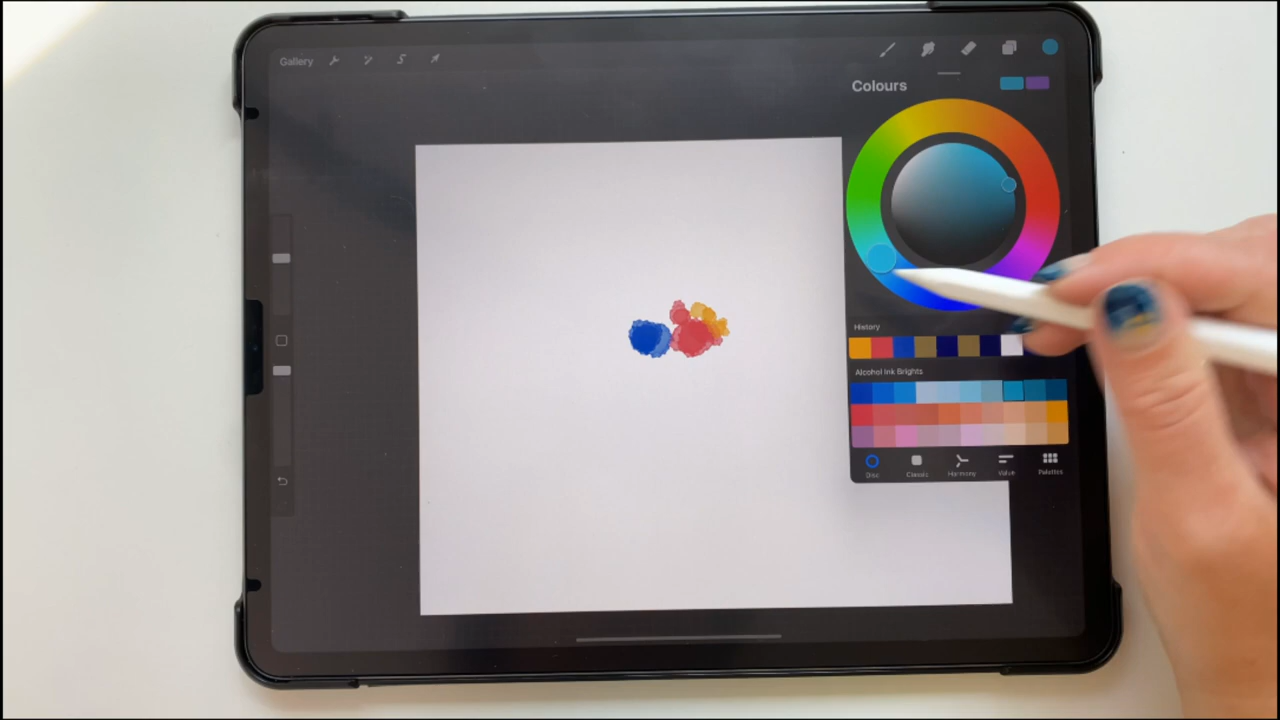 Gallery
Colours
History
Alcohol Ink Brights
Disc
Classic
Harmony
Value
Palettes